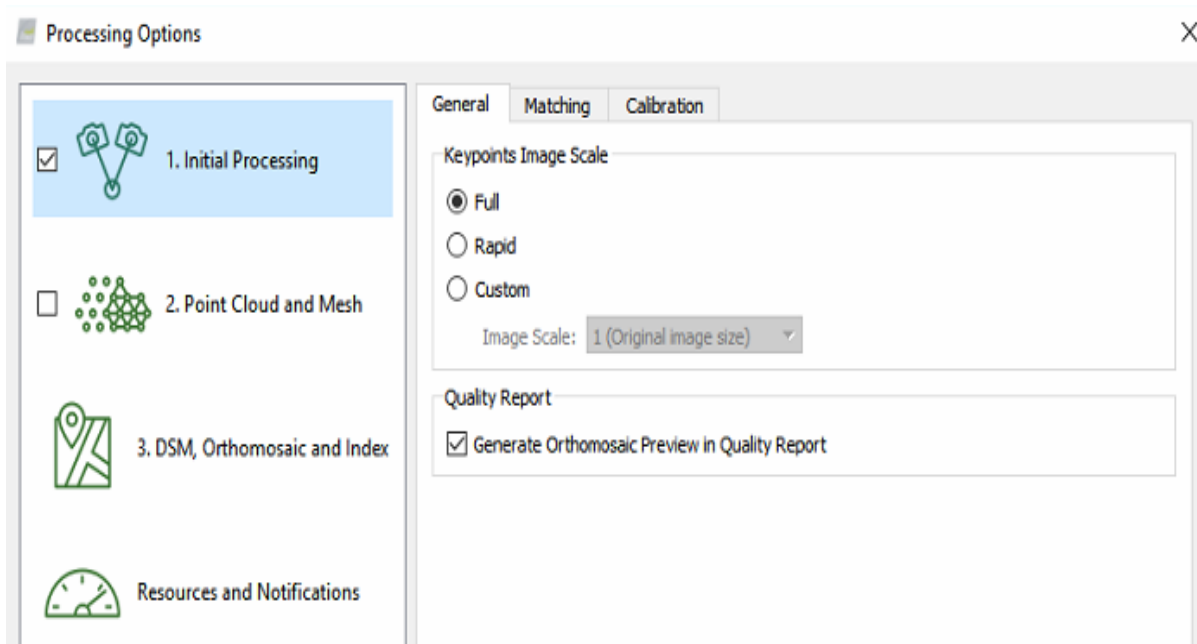 Processing Options
1. Initial Processing
2. Point Cloud and Mesh
3. DSM, Orthomosaic and Index
Resources and Notifications
General Matching Calibration
Keypoints Image Scale
Full
Rapid
Custom
Image Scale: 1 (Original image size)
Quality Report
Generate Orthomosaic Preview in Quality Report